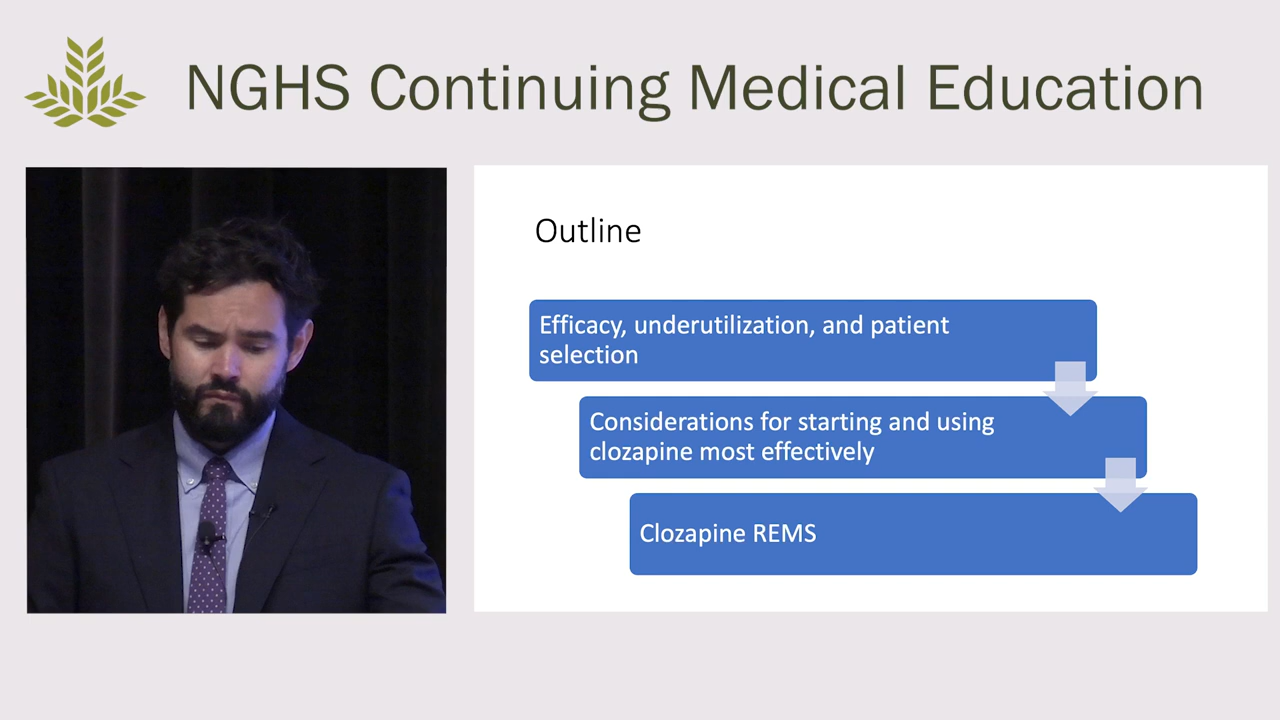 NGHS Continuing Medical Education
Outline
Efficacy, underutilization, and patient
selection
Considerations for starting and using
clozapine most effectively
Clozapine REMS